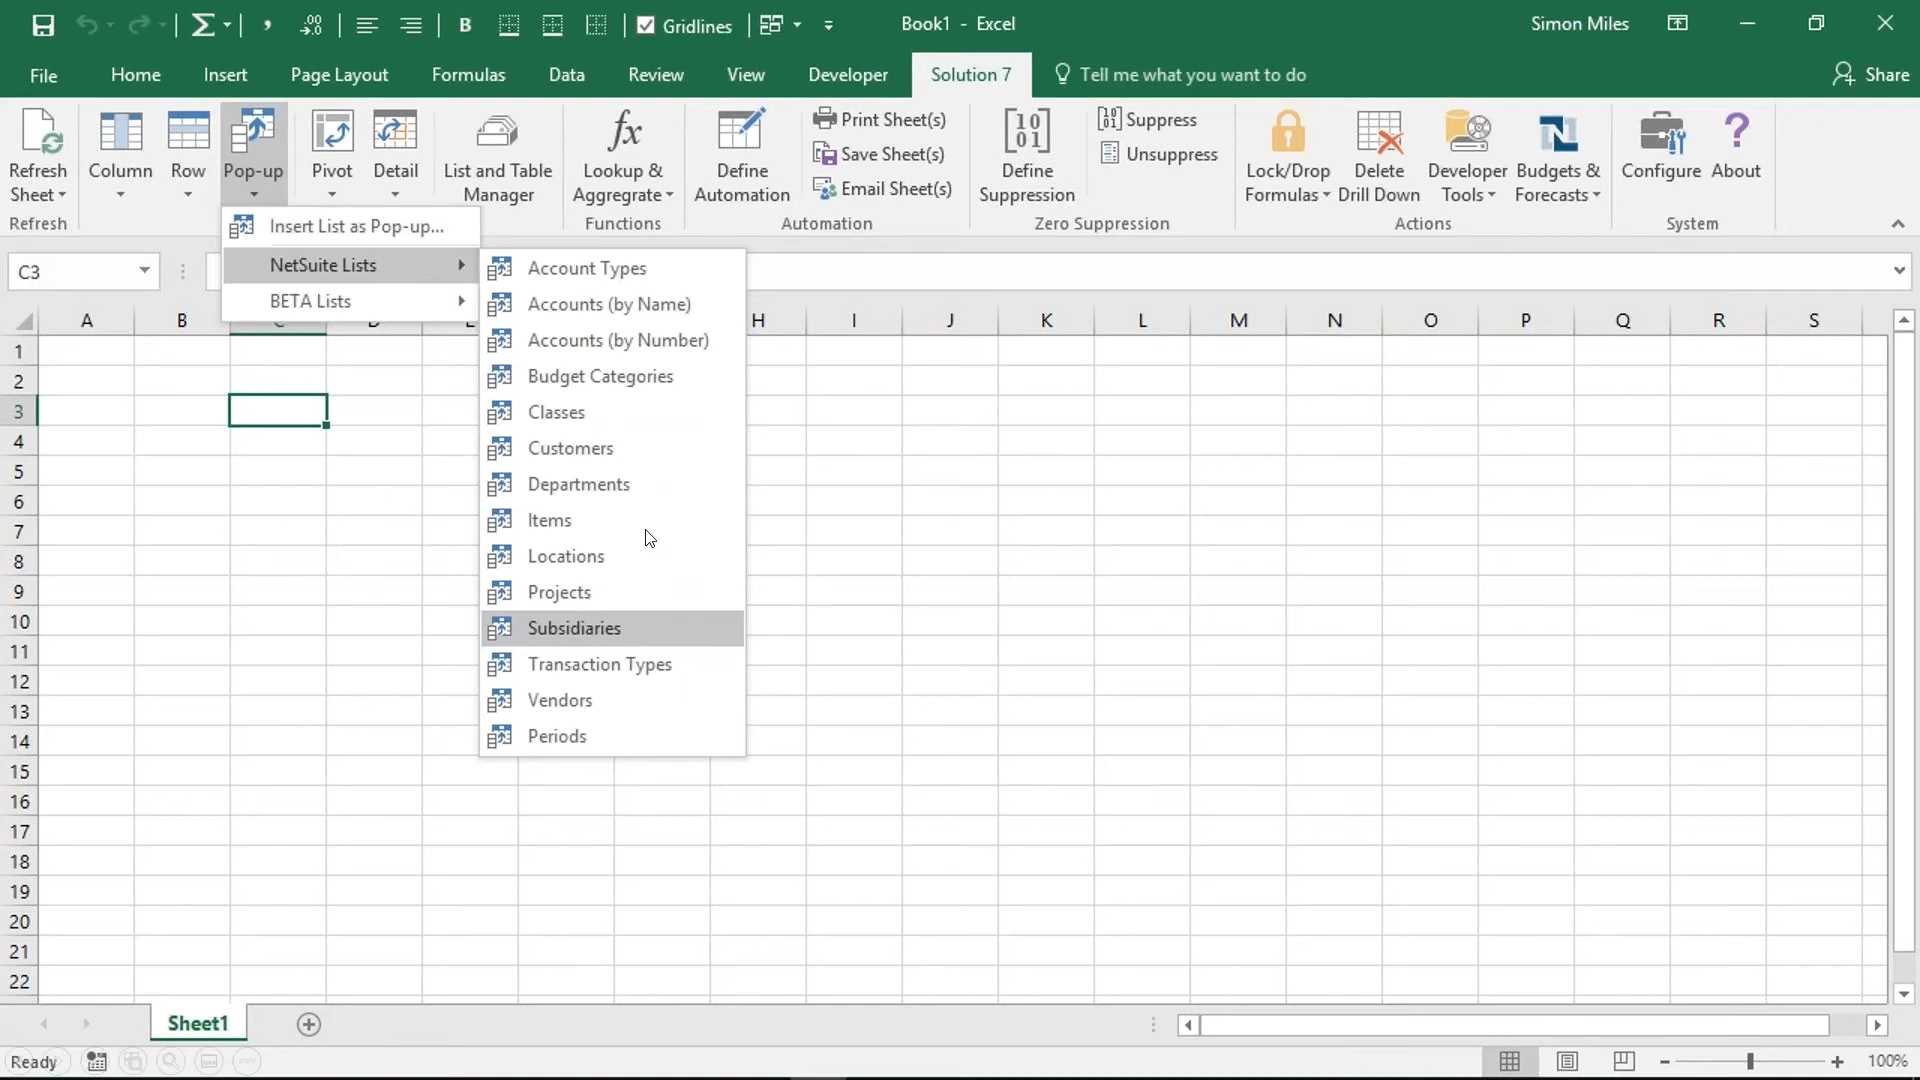 Gridlines
Book1 - Excel
Simon Miles
File Home Insert Page Layout Formulas Data Review View Developer Solution 7 Tell me what you want to do Share
Refresh Sheet
Column
Row
Pop-up
Pivot
Detail
List and Table Manager
Lookup & Aggregate
Define Automation
Print Sheet(s)
Save Sheet(s)
Email Sheet(s)
Define Suppression
Suppress
Unsuppress
Lock/Drop Formulas
Delete Drill Down
Developer Tools
Budgets & Forecasts
Configure
About
Refresh Functions Automation Zero Suppression Actions System
Insert List as Pop-up...
NetSuite Lists
BETA Lists
Account Types
Accounts (by Name)
Accounts (by Number)
Budget Categories
Classes
Customers
Departments
Items
Locations
Projects
Subsidiaries
Transaction Types
Vendors
Periods
C3
A B H I J K L M N O P Q R S
1
2
3
4
5
6
7
8
9
10
11
12
13
14
15
16
17
18
19
20
21
22
Sheet1
Ready
100%